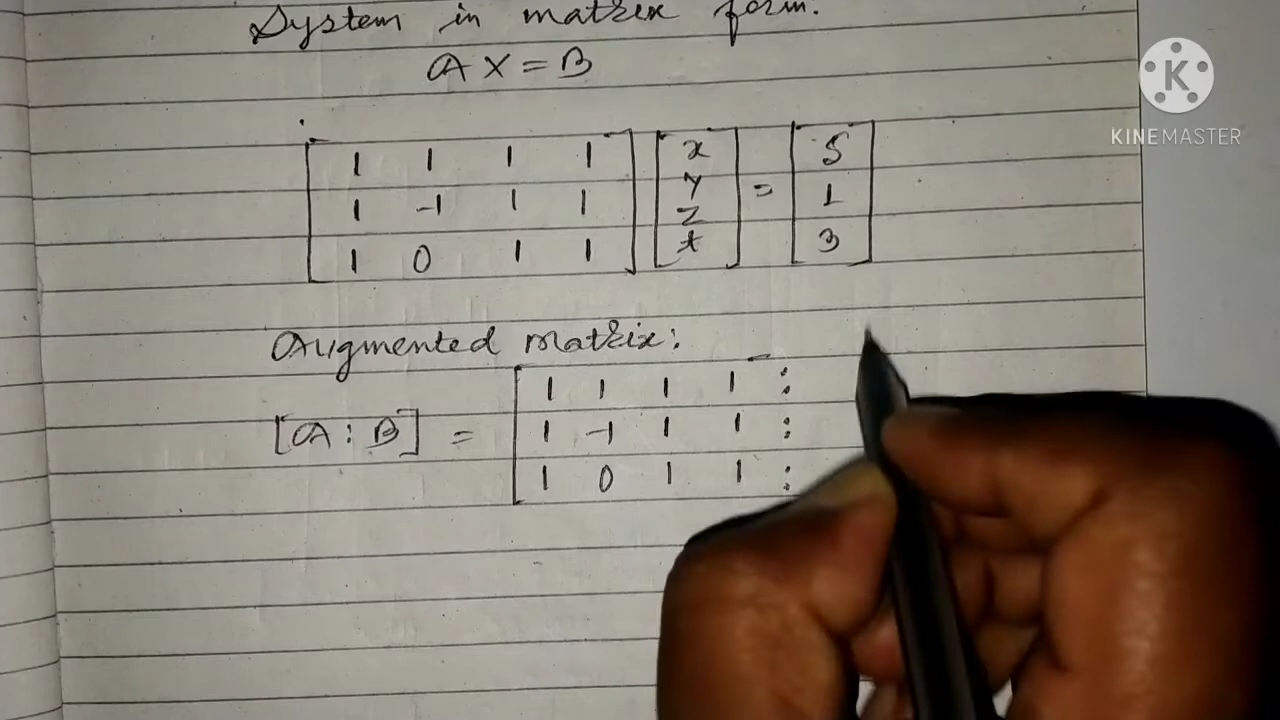 System in matrix form.
A X = B
1 1 1 1 x 5
1 -1 1 1 y = 1
z
1 0 1 1 t 3
Augmented matrix:
1 1 1 1 :
[A : B] = 1 -1 1 1 :
1 0 1 1 :
K
KINEMASTER